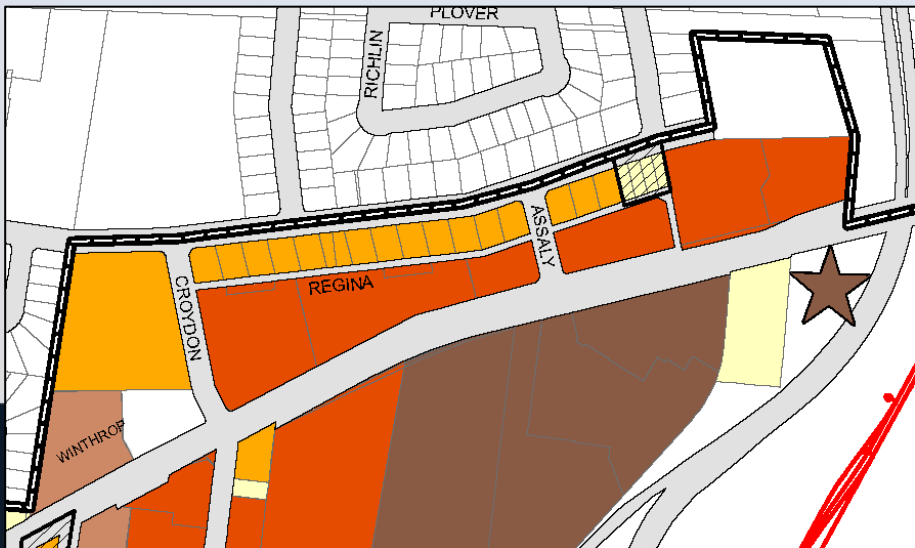 PLOVER
RICHLIN
ASSALY
REGINA
CROYDON
WINTHROP